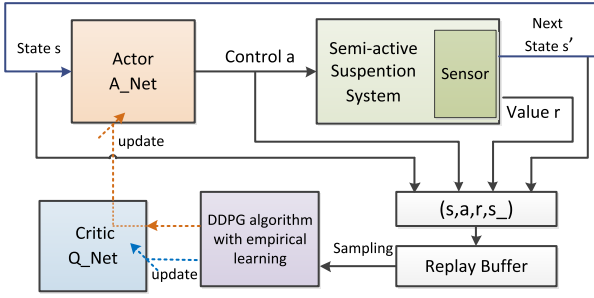 State s
Actor
A_Net
Control a
Semi-active
Suspention
System
Sensor
Next
State s'
Value r
update
(s,a,r,s_)
Critic
Q_Net
DDPG algorithm
with empirical
learning
update
Sampling
Replay Buffer